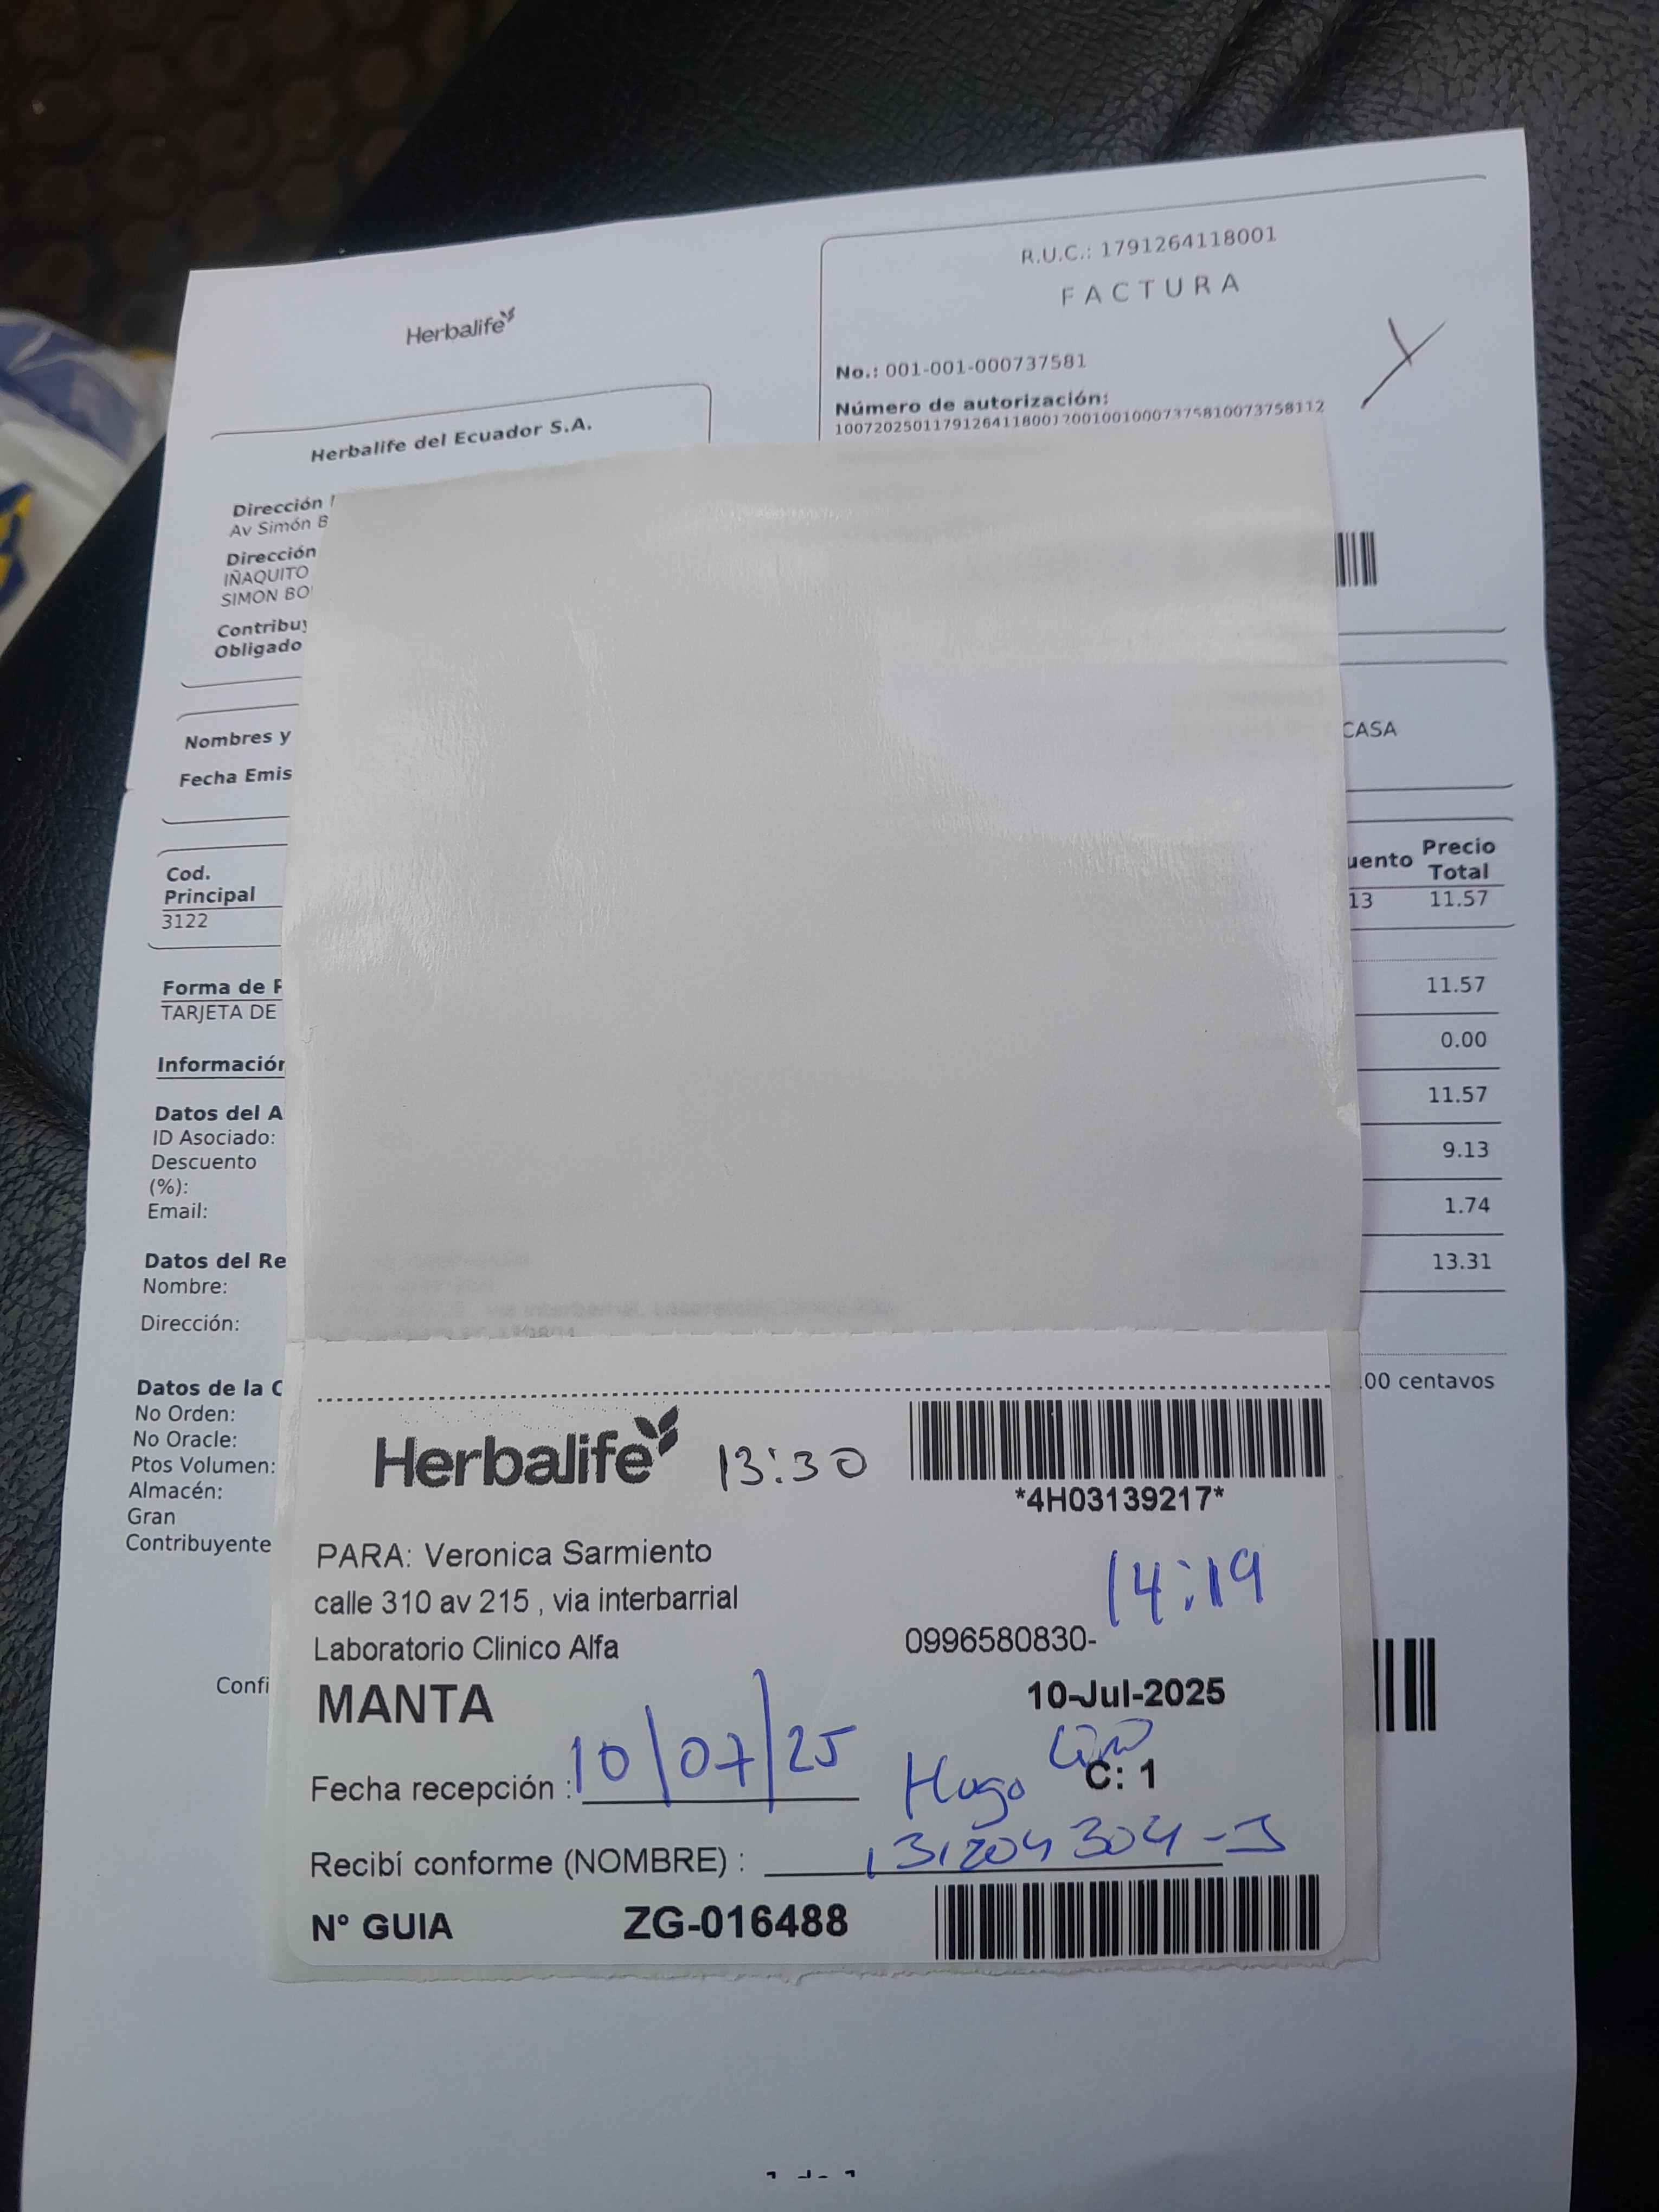 Herbalife
R.U.C.: 1791264118001
FACTURA
No.: 001-001-000737581
Número de autorización:
Herbalife del Ecuador S.A.
Dirección
Av Simón B
Dirección
IÑAQUITO
SIMON BO
Contribuy
Obligado
Nombres y
CASA
Fecha Emis
Cod.
Principal
uento
Precio
Total
3122
13 11.57
Forma de
TARJETA DE
11.57
0.00
Información
11.57
Datos del A
ID Asociado:
Descuento
(%):
9.13
Email:
1.74
Datos del Re
13.31
Nombre:
Dirección:
00 centavos
Datos de la
No Orden:
No Oracle:
Ptos Volumen:
Almacén:
Gran
Contribuyente
Confi
Herbalife 13:30
*4H03139217*
PARA: Veronica Sarmiento
14:19
calle 310 av 215 , via interbarrial
Laboratorio Clinico Alfa 0996580830-
MANTA 10-Jul-2025
Fecha recepción : 10/07/25 Hugo C: 1
Recibí conforme (NOMBRE) :
N° GUIA ZG-016488